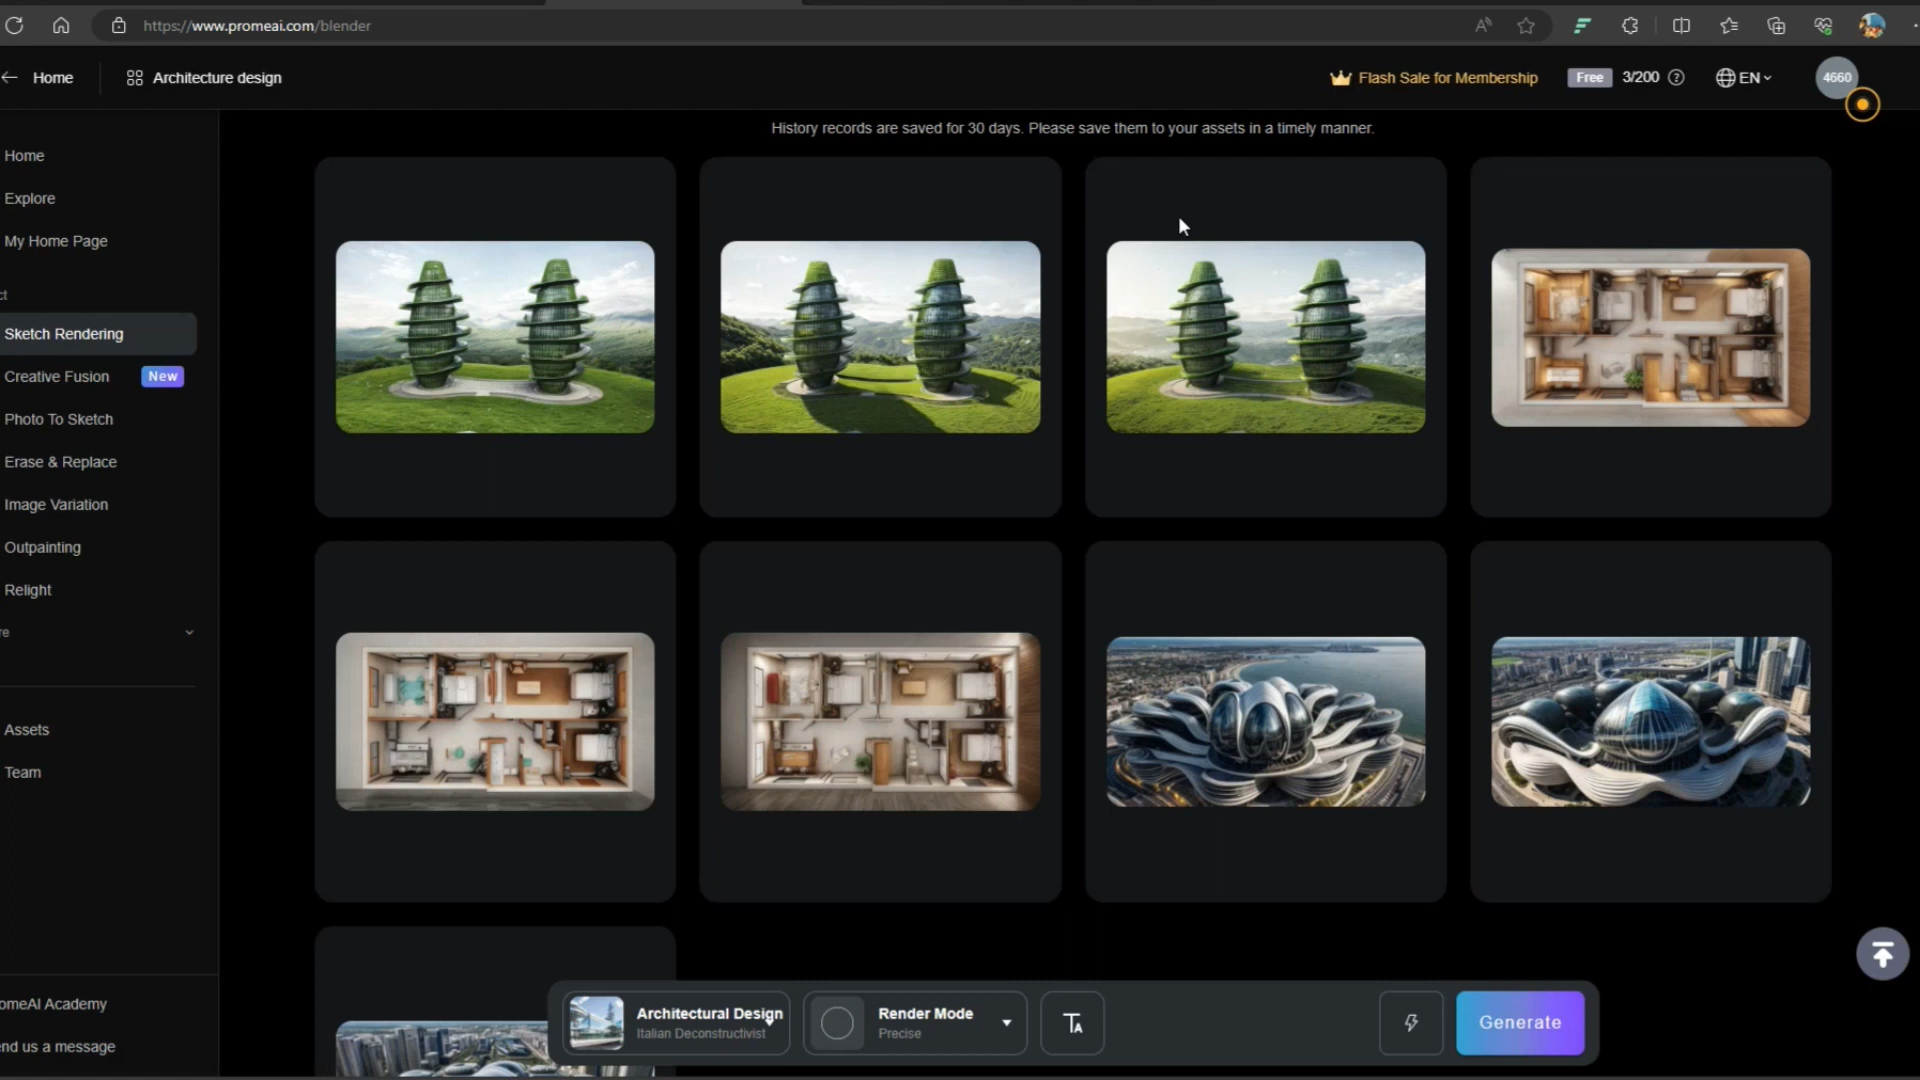 https://www.promeai.com/blender
Home
Architecture design
Flash Sale for Membership
Free
3/200
?
EN
4660
History records are saved for 30 days. Please save them to your assets in a timely manner.
Home
Explore
My Home Page
ct
Sketch Rendering
Creative Fusion
New
Photo To Sketch
Erase & Replace
Image Variation
Outpainting
Relight
re
Assets
Team
omeAI Academy
nd us a message
Architectural Design
Italian Deconstructivist
Render Mode
Precise
Generate